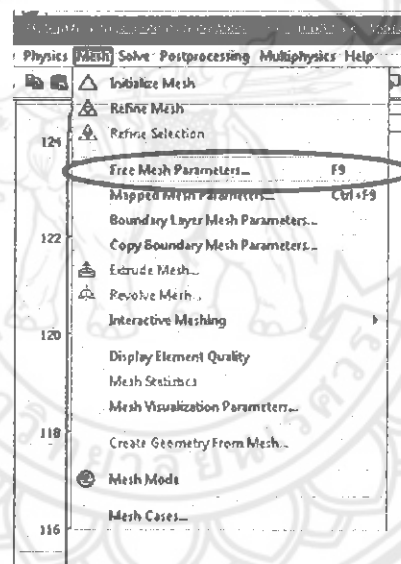 Physics Mesh Solve Postprocessing Multiphysics Help
Initialize Mesh
Refine Mesh
124
Refine Selection
Free Mesh Parameters... F9
Mapped Mesh Parameters... Ctrl+F9
Boundary Layer Mesh Parameters...
122
Copy Boundary Mesh Parameters...
Extrude Mesh...
Revolve Mesh...
Interactive Meshing
120
Display Element Quality
Mesh Statistics
Mesh Visualization Parameters...
118
Create Geometry From Mesh...
Mesh Mode
Mesh Cases...
116